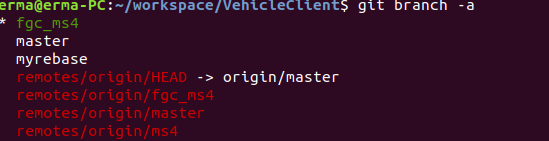 erma@erma-PC:~/workspace/VehicleClient$ git branch -a
* fgc_ms4
master
myrebase
remotes/origin/HEAD -> origin/master
remotes/origin/fgc_ms4
remotes/origin/master
remotes/origin/ms4